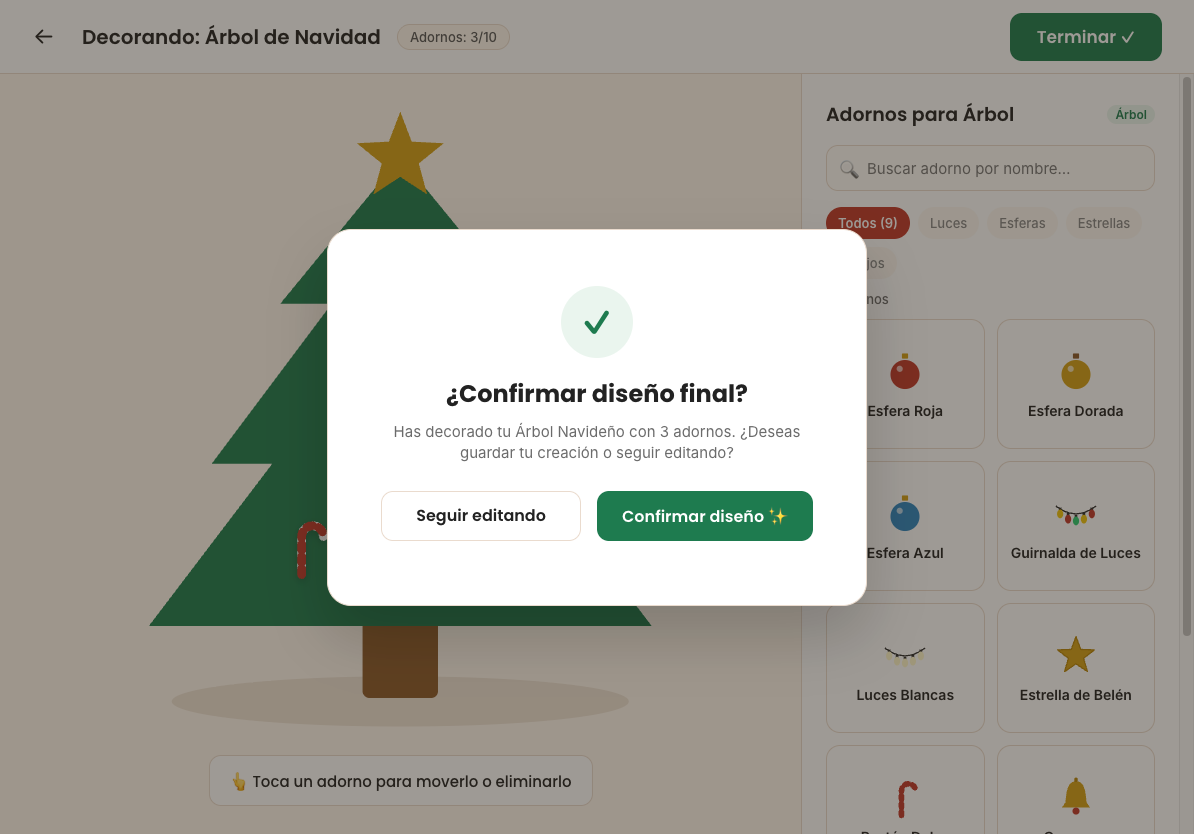 Decorando: Árbol de Navidad
Adornos: 3/10
Terminar ✓
Adornos para Árbol
Árbol
Buscar adorno por nombre...
Todos (9)
Luces
Esferas
Estrellas
¿Confirmar diseño final?
Has decorado tu Árbol Navideño con 3 adornos. ¿Deseas
guardar tu creación o seguir editando?
Seguir editando
Confirmar diseño ✨
Esfera Roja
Esfera Dorada
Esfera Azul
Guirnalda de Luces
Luces Blancas
Estrella de Belén
👆 Toca un adorno para moverlo o eliminarlo